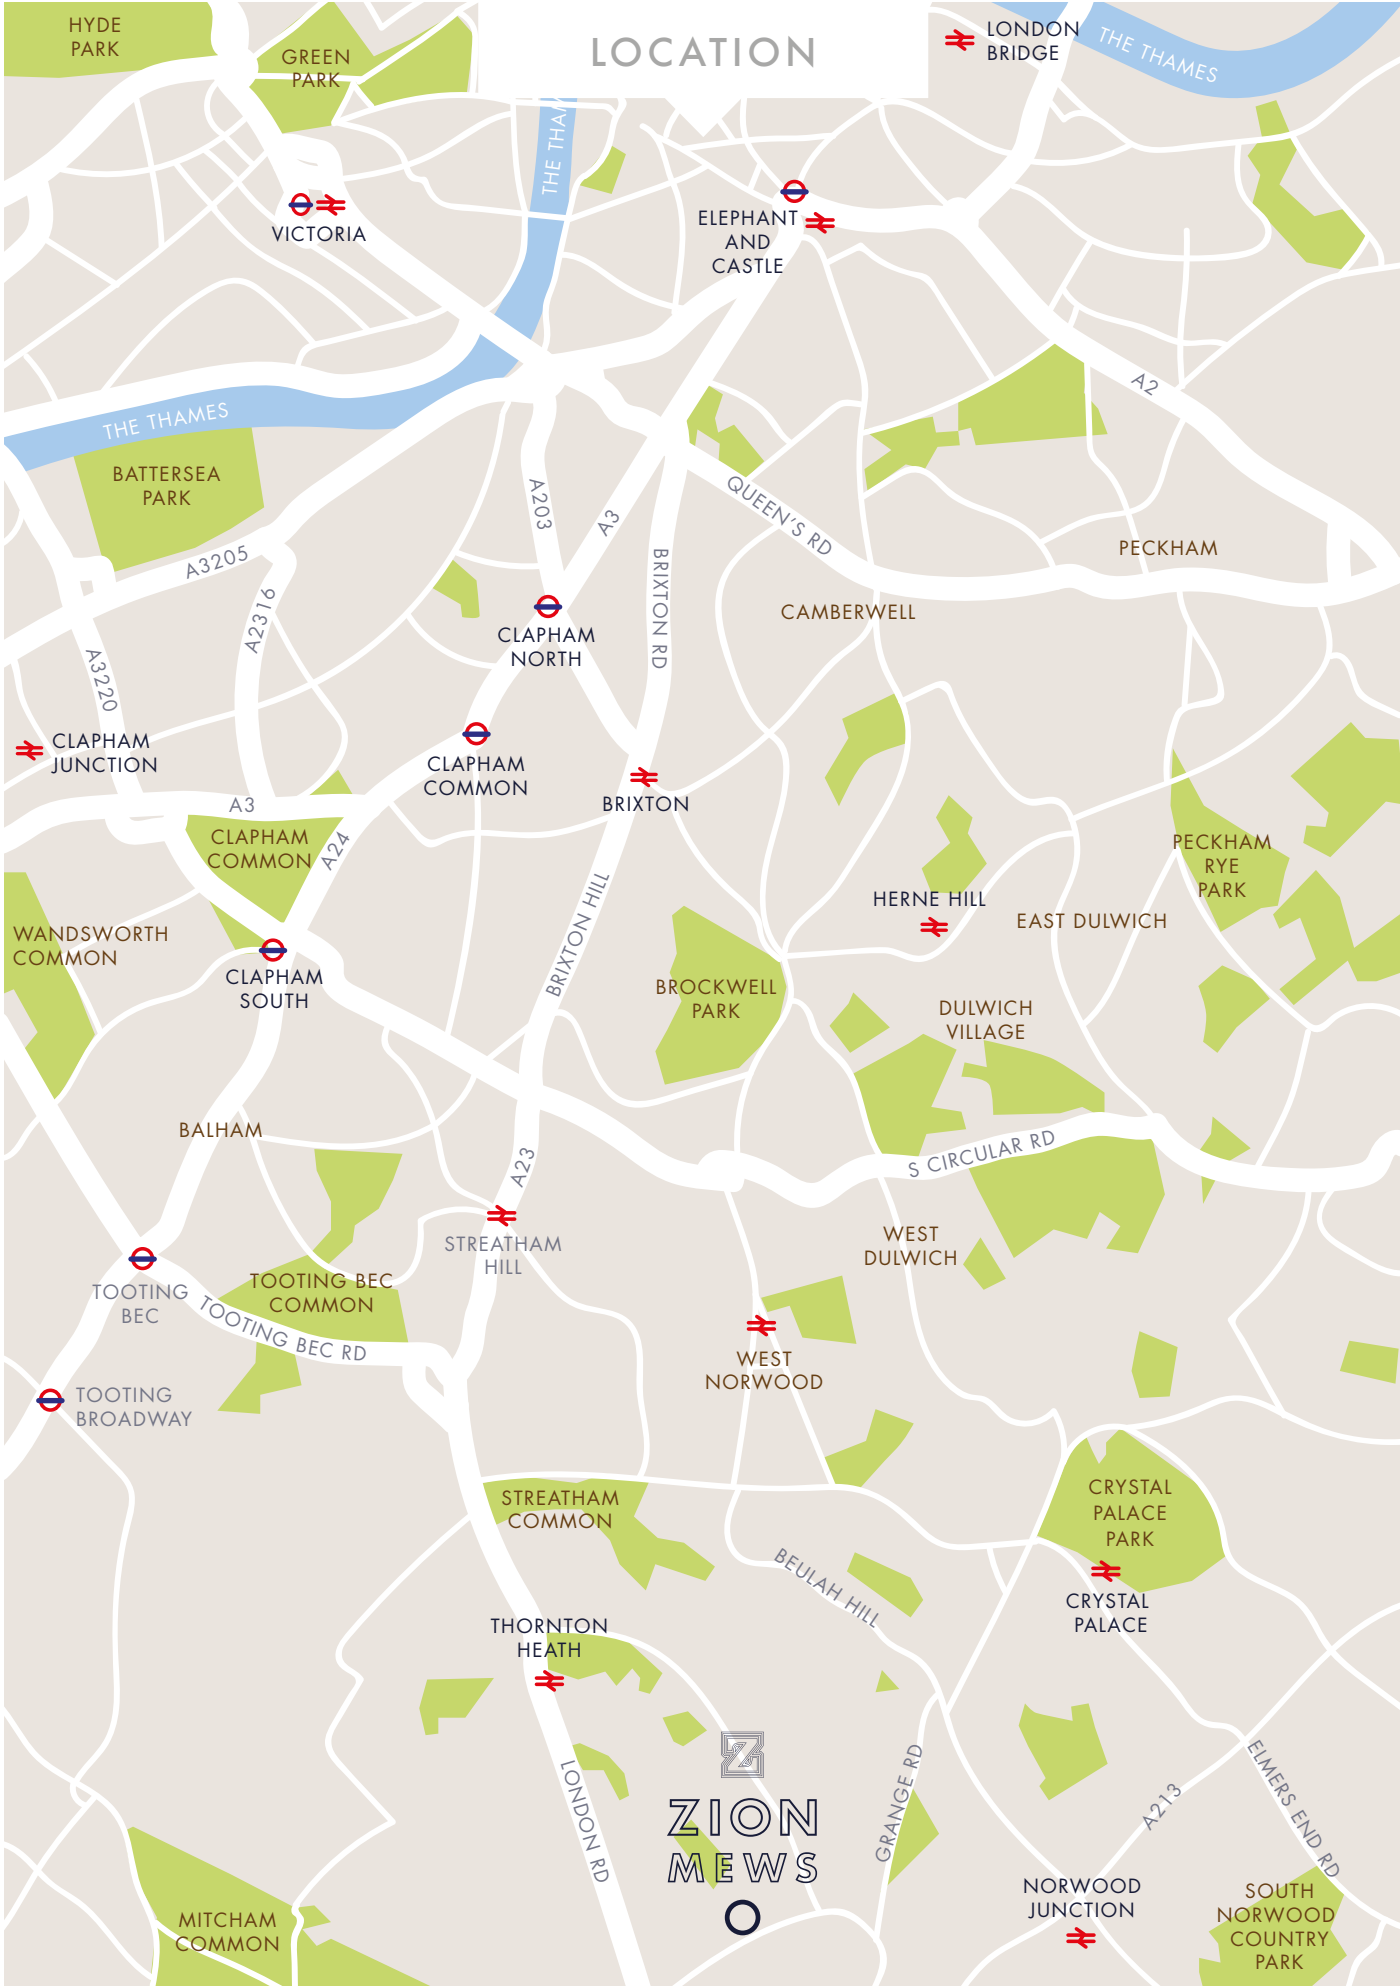 HYDE
PARK
GREEN
PARK
LOCATION
LONDON
BRIDGE
THE THAMES
THE THAM
VICTORIA
ELEPHANT
AND
CASTLE
A2
THE THAMES
BATTERSEA
PARK
A203
A3
QUEEN'S RD
PECKHAM
A3205
A2316
BRIXTON RD
CAMBERWELL
CLAPHAM
NORTH
A3220
CLAPHAM
JUNCTION
CLAPHAM
COMMON
BRIXTON
A3
CLAPHAM
COMMON
A24
PECKHAM
RYE
PARK
BRIXTON HILL
HERNE HILL
EAST DULWICH
WANDSWORTH
COMMON
CLAPHAM
SOUTH
BROCKWELL
PARK
DULWICH
VILLAGE
BALHAM
A23
S CIRCULAR RD
STREATHAM
HILL
WEST
DULWICH
TOOTING
BEC
TOOTING BEC
COMMON
TOOTING BEC RD
WEST
NORWOOD
TOOTING
BROADWAY
STREATHAM
COMMON
CRYSTAL
PALACE
PARK
BEULAH HILL
CRYSTAL
PALACE
THORNTON
HEATH
LONDON RD
Z
ZION
MEWS
GRANGE RD
A213
ELMERS END RD
NORWOOD
JUNCTION
SOUTH
NORWOOD
COUNTRY
PARK
MITCHAM
COMMON